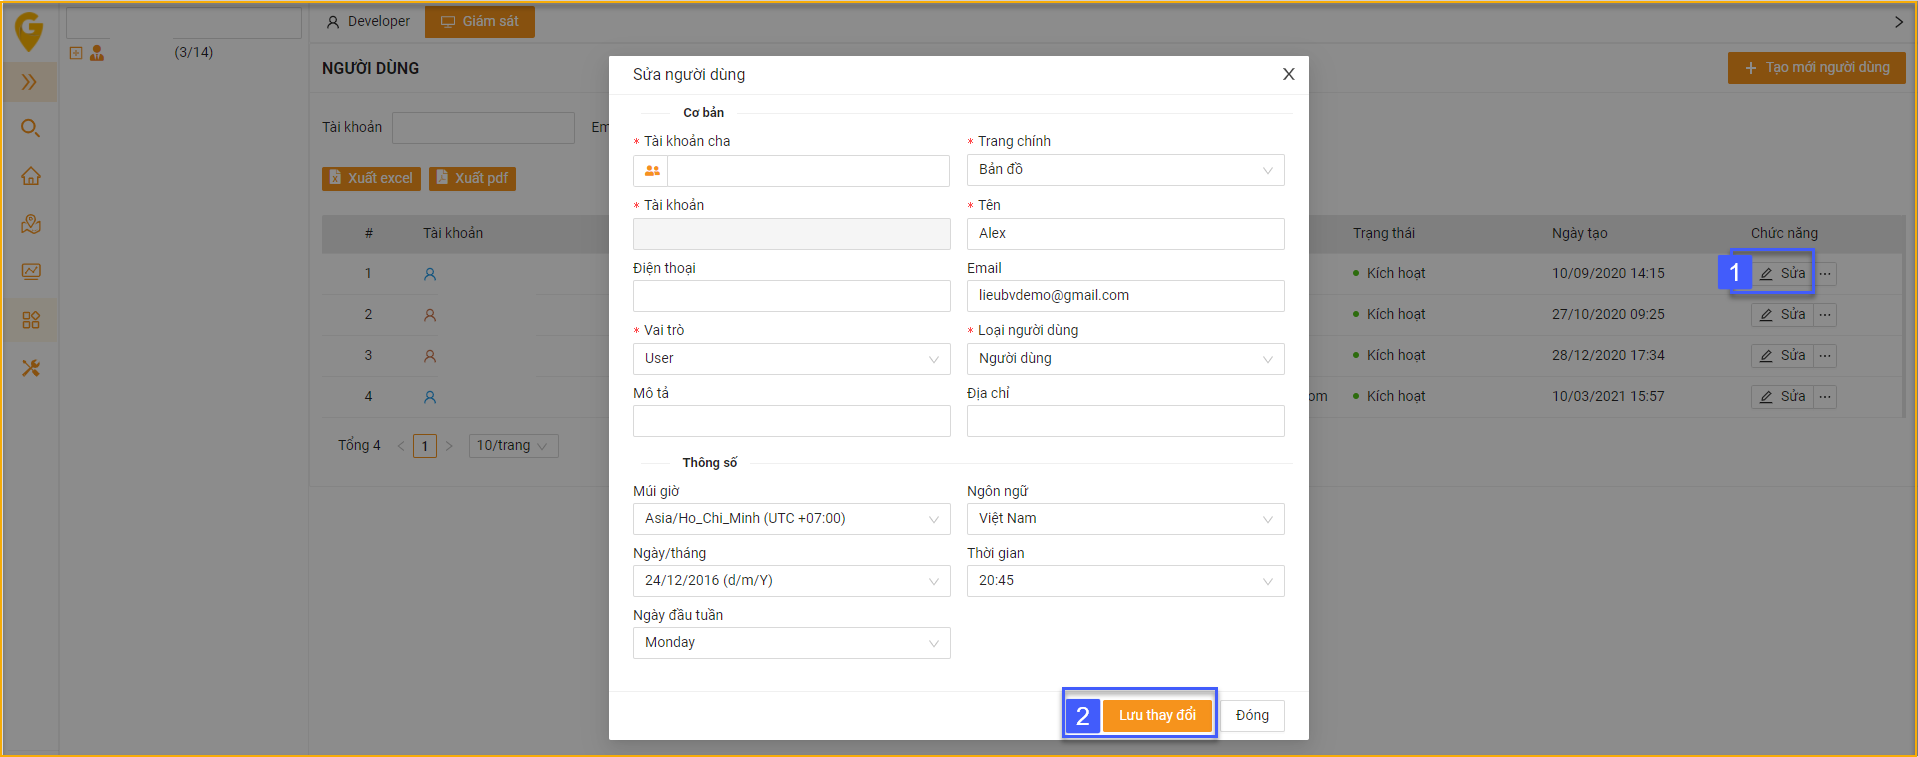 G
(3/14)
Developer
Giám sát
NGƯỜI DÙNG
+ Tạo mới người dùng
Tài khoản
Em
Xuất excel
Xuất pdf
# Tài khoản Trạng thái Ngày tạo Chức năng
1 Kích hoạt 10/09/2020 14:15 1 Sửa ...
2 Kích hoạt 27/10/2020 09:25 Sửa ...
3 Kích hoạt 28/12/2020 17:34 Sửa ...
4 om Kích hoạt 10/03/2021 15:57 Sửa ...
Tổng 4 < 1 > 10/trang
Sửa người dùng X
Cơ bản
* Tài khoản cha
* Trang chính
Bản đồ
* Tài khoản
* Tên
Alex
Điện thoại
Email
lieubvdemo@gmail.com
* Vai trò
* Loại người dùng
User
Người dùng
Mô tả
Địa chỉ
Thông số
Múi giờ
Ngôn ngữ
Asia/Ho_Chi_Minh (UTC +07:00)
Việt Nam
Ngày/tháng
Thời gian
24/12/2016 (d/m/Y)
20:45
Ngày đầu tuần
Monday
2 Lưu thay đổi
Đóng